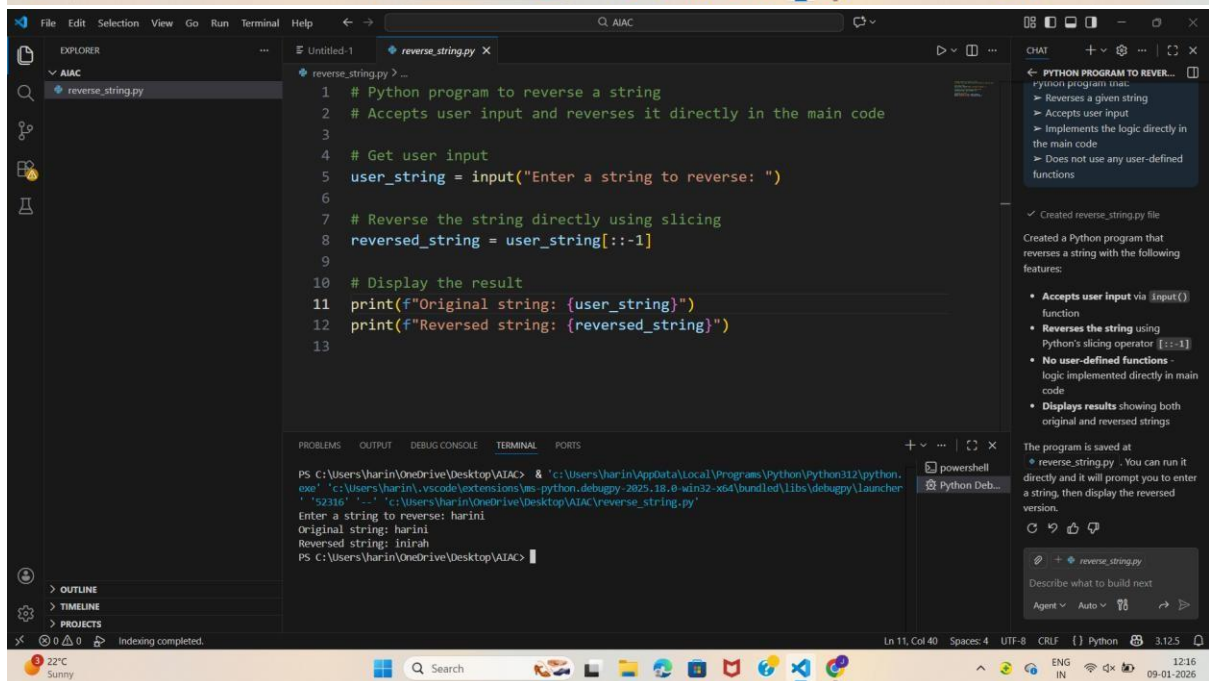 File Edit Selection View Go Run Terminal Help
AIAC
EXPLORER
AIAC
reverse_string.py
OUTLINE
TIMELINE
PROJECTS
Untitled-1
reverse_string.py
reverse_string.py > ...
1 # Python program to reverse a string
2 # Accepts user input and reverses it directly in the main code
3
4 # Get user input
5 user_string = input("Enter a string to reverse: ")
6
7 # Reverse the string directly using slicing
8 reversed_string = user_string[::-1]
9
10 # Display the result
11 print(f"Original string: {user_string}")
12 print(f"Reversed string: {reversed_string}")
13
PROBLEMS OUTPUT DEBUG CONSOLE TERMINAL PORTS
PS C:\Users\harin\OneDrive\Desktop\AIAC> & 'c:\Users\harin\AppData\Local\Programs\Python\Python312\python.
exe' 'c:\Users\harin\.vscode\extensions\ms-python.debugpy-2025.18.0-win32-x64\bundled\libs\debugpy\launcher
' '52316' '--' 'c:\Users\harin\OneDrive\Desktop\AIAC\reverse_string.py'
Enter a string to reverse: harini
Original string: harini
Reversed string: inirah
PS C:\Users\harin\OneDrive\Desktop\AIAC>
powershell
Python Deb...
CHAT
PYTHON PROGRAM TO REVER...
Python program that:
➢ Reverses a given string
➢ Accepts user input
➢ Implements the logic directly in
the main code
➢ Does not use any user-defined
functions
✓ Created reverse_string.py file
Created a Python program that
reverses a string with the following
features:
• Accepts user input via input()
function
• Reverses the string using
Python's slicing operator [::-1]
• No user-defined functions -
logic implemented directly in main
code
• Displays results showing both
original and reversed strings
The program is saved at
reverse_string.py . You can run it
directly and it will prompt you to enter
a string, then display the reversed
version.
+ reverse_string.py
Describe what to build next
Agent Auto
0 0 0 Indexing completed.
Ln 11, Col 40 Spaces: 4 UTF-8 CRLF {} Python 3.12.5
3
22°C
Sunny
Search
ENG
IN
12:16
09-01-2026